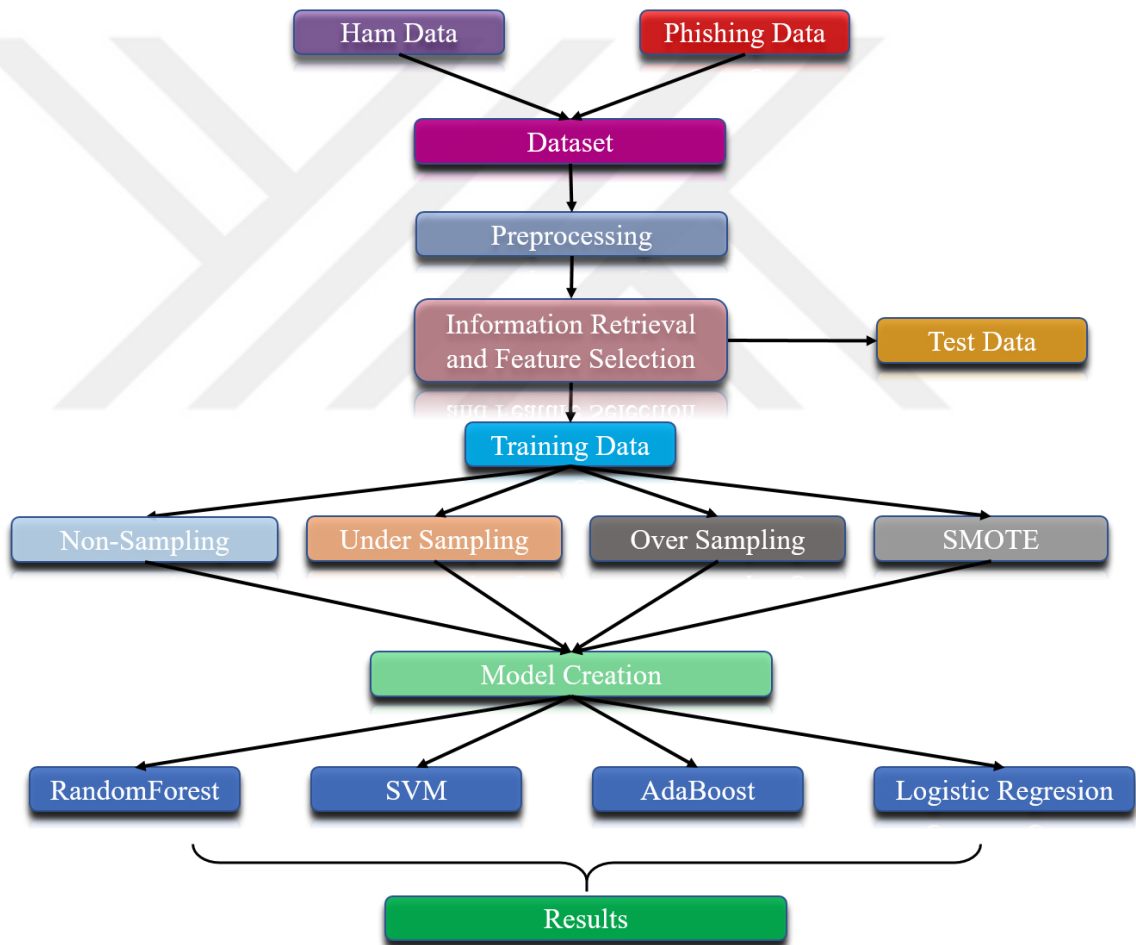 Ham Data
Phishing Data
Dataset
Preprocessing
Information Retrieval
and Feature Selection
Test Data
Training Data
Non-Sampling
Under Sampling
Over Sampling
SMOTE
Model Creation
RandomForest
SVM
AdaBoost
Logistic Regresion
Results